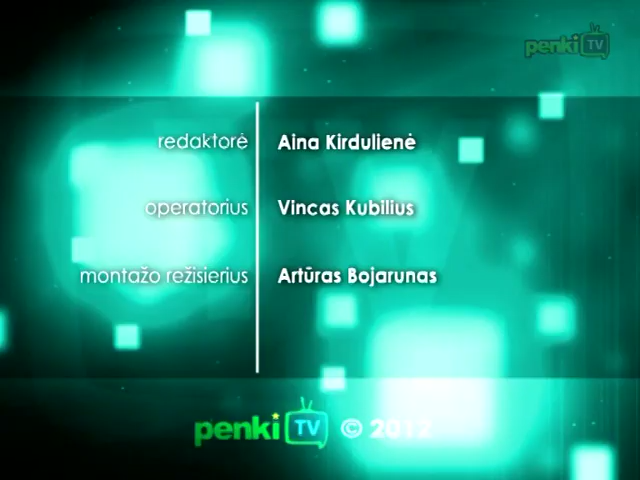 penki TV
redaktorė Aina Kirdulienė
operatorius Vincas Kubilius
montažo režisierius Artūras Bojarunas
penki TV © 2012